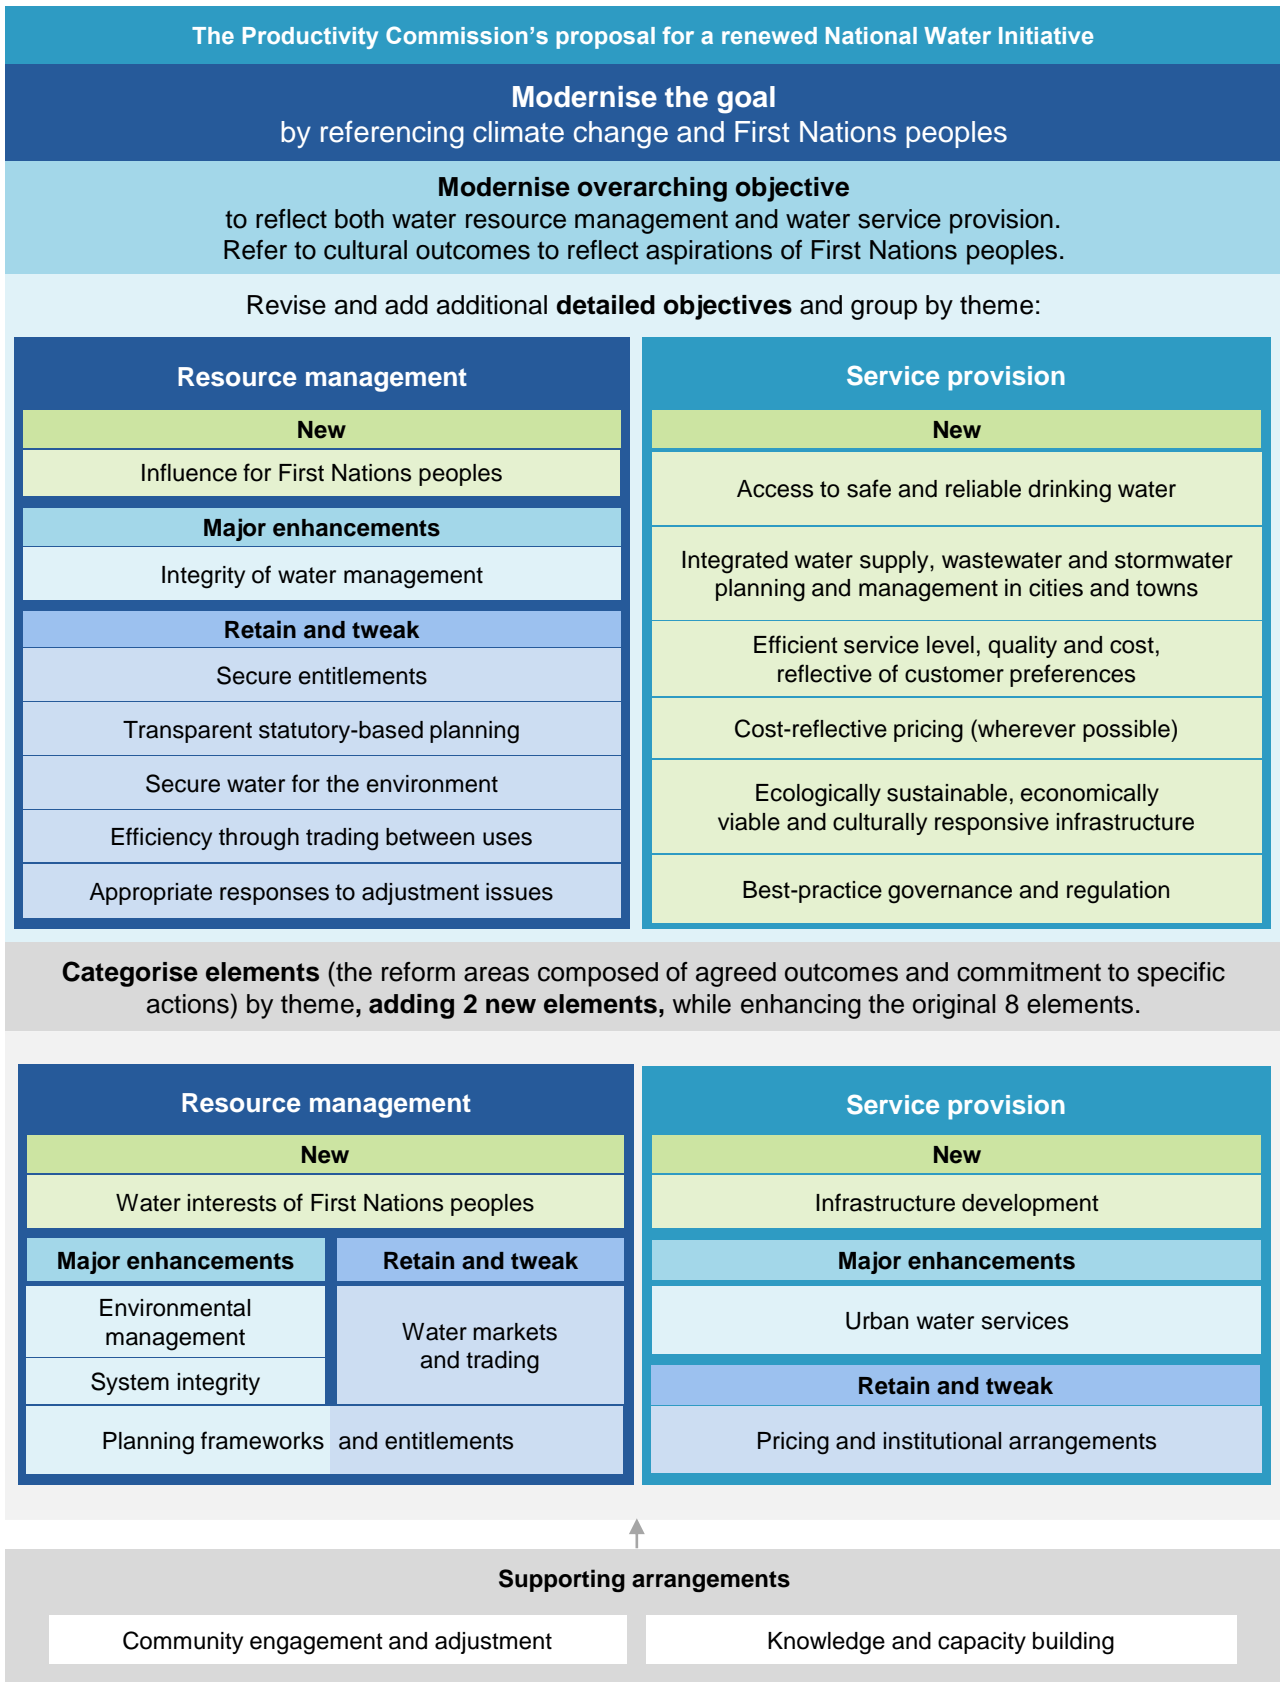 The Productivity Commission’s proposal for a renewed National Water Initiative
Modernise the goal
by referencing climate change and First Nations peoples
Modernise overarching objective
to reflect both water resource management and water service provision.
Refer to cultural outcomes to reflect aspirations of First Nations peoples.
Revise and add additional detailed objectives and group by theme:
Resource management
New
Influence for First Nations peoples
Major enhancements
Integrity of water management
Retain and tweak
Secure entitlements
Transparent statutory-based planning
Secure water for the environment
Efficiency through trading between uses
Appropriate responses to adjustment issues
Service provision
New
Access to safe and reliable drinking water
Integrated water supply, wastewater and stormwater
planning and management in cities and towns
Efficient service level, quality and cost,
reflective of customer preferences
Cost-reflective pricing (wherever possible)
Ecologically sustainable, economically
viable and culturally responsive infrastructure
Best-practice governance and regulation
Categorise elements (the reform areas composed of agreed outcomes and commitment to specific
actions) by theme, adding 2 new elements, while enhancing the original 8 elements.
Resource management
New
Water interests of First Nations peoples
Major enhancements
Environmental
management
System integrity
Retain and tweak
Water markets
and trading
Planning frameworks and entitlements
Service provision
New
Infrastructure development
Major enhancements
Urban water services
Retain and tweak
Pricing and institutional arrangements
Supporting arrangements
Community engagement and adjustment
Knowledge and capacity building